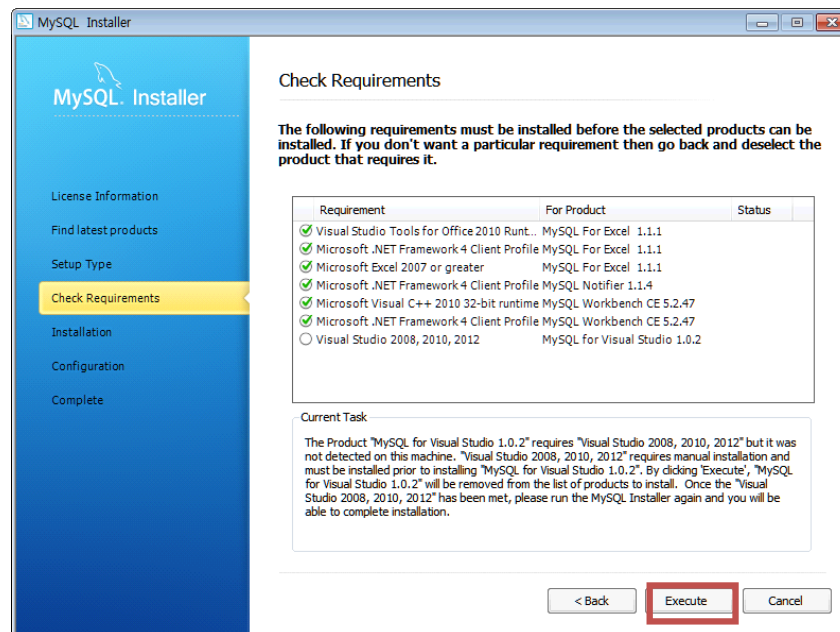 MySQL Installer
MySQL. Installer
License Information
Find latest products
Setup Type
Check Requirements
Installation
Configuration
Complete
Check Requirements
The following requirements must be installed before the selected products can be
installed. If you don't want a particular requirement then go back and deselect the
product that requires it.
Requirement For Product Status
Visual Studio Tools for Office 2010 Runt... MySQL For Excel 1.1.1
Microsoft .NET Framework 4 Client Profile MySQL For Excel 1.1.1
Microsoft Excel 2007 or greater MySQL For Excel 1.1.1
Microsoft .NET Framework 4 Client Profile MySQL Notifier 1.1.4
Microsoft Visual C++ 2010 32-bit runtime MySQL Workbench CE 5.2.47
Microsoft .NET Framework 4 Client Profile MySQL Workbench CE 5.2.47
Visual Studio 2008, 2010, 2012 MySQL for Visual Studio 1.0.2
Current Task
The Product "MySQL for Visual Studio 1.0.2" requires "Visual Studio 2008, 2010, 2012" but it was
not detected on this machine. "Visual Studio 2008, 2010, 2012" requires manual installation and
must be installed prior to installing "MySQL for Visual Studio 1.0.2". By clicking 'Execute', "MySQL
for Visual Studio 1.0.2" will be removed from the list of products to install. Once the "Visual
Studio 2008, 2010, 2012" has been met, please run the MySQL Installer again and you will be
able to complete installation.
< Back Execute Cancel